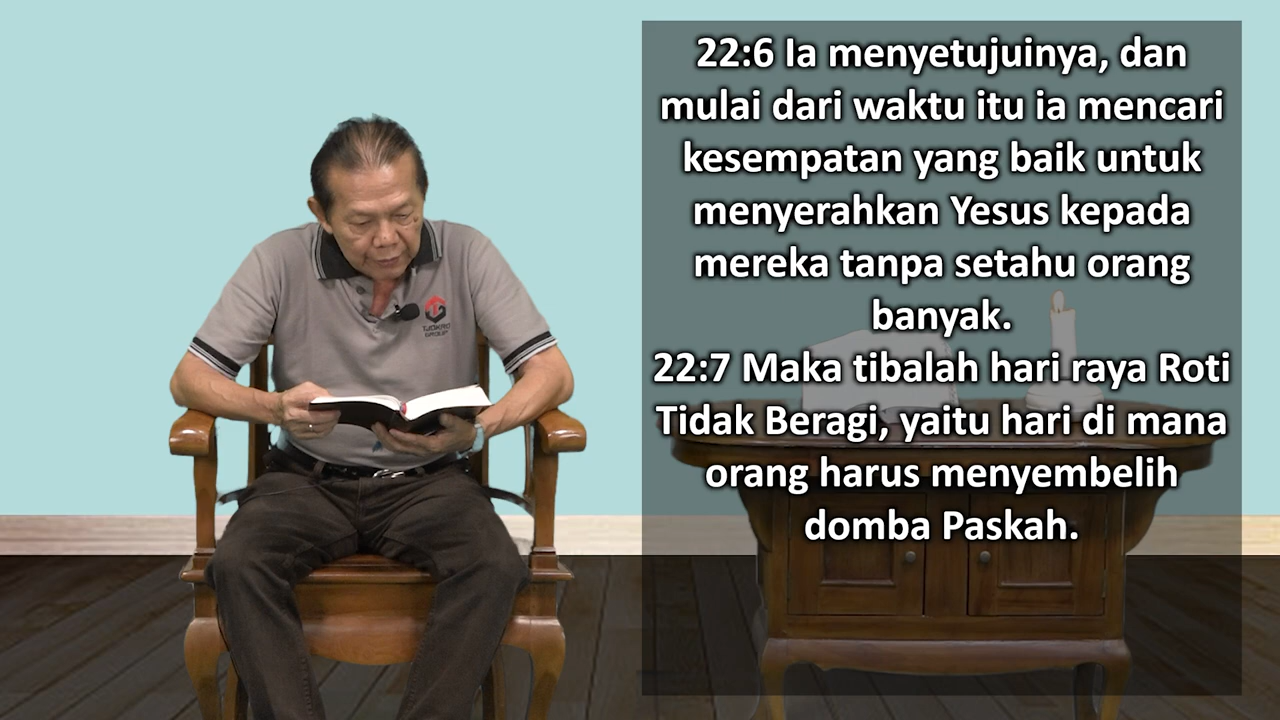 22:6 Ia menyetujuinya, dan
mulai dari waktu itu ia mencari
kesempatan yang baik untuk
menyerahkan Yesus kepada
mereka tanpa setahu orang
banyak.
22:7 Maka tibalah hari raya Roti
Tidak Beragi, yaitu hari di mana
orang harus menyembelih
domba Paskah.